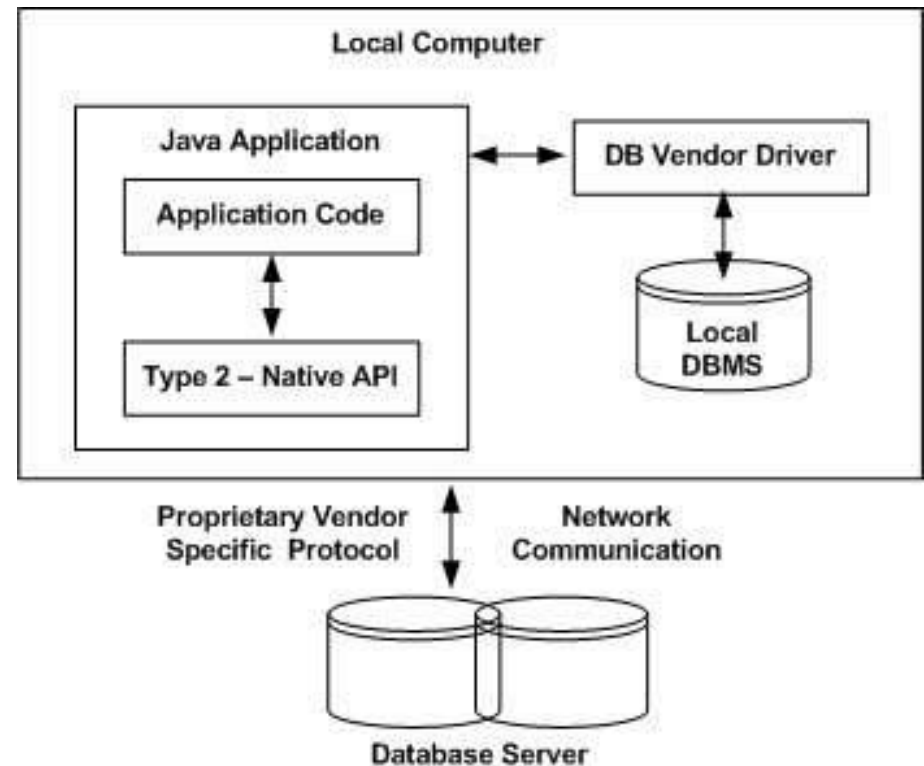 Local Computer
Java Application
Application Code
Type 2 – Native API
DB Vendor Driver
Local
DBMS
Proprietary Vendor
Specific Protocol
Network
Communication
Database Server